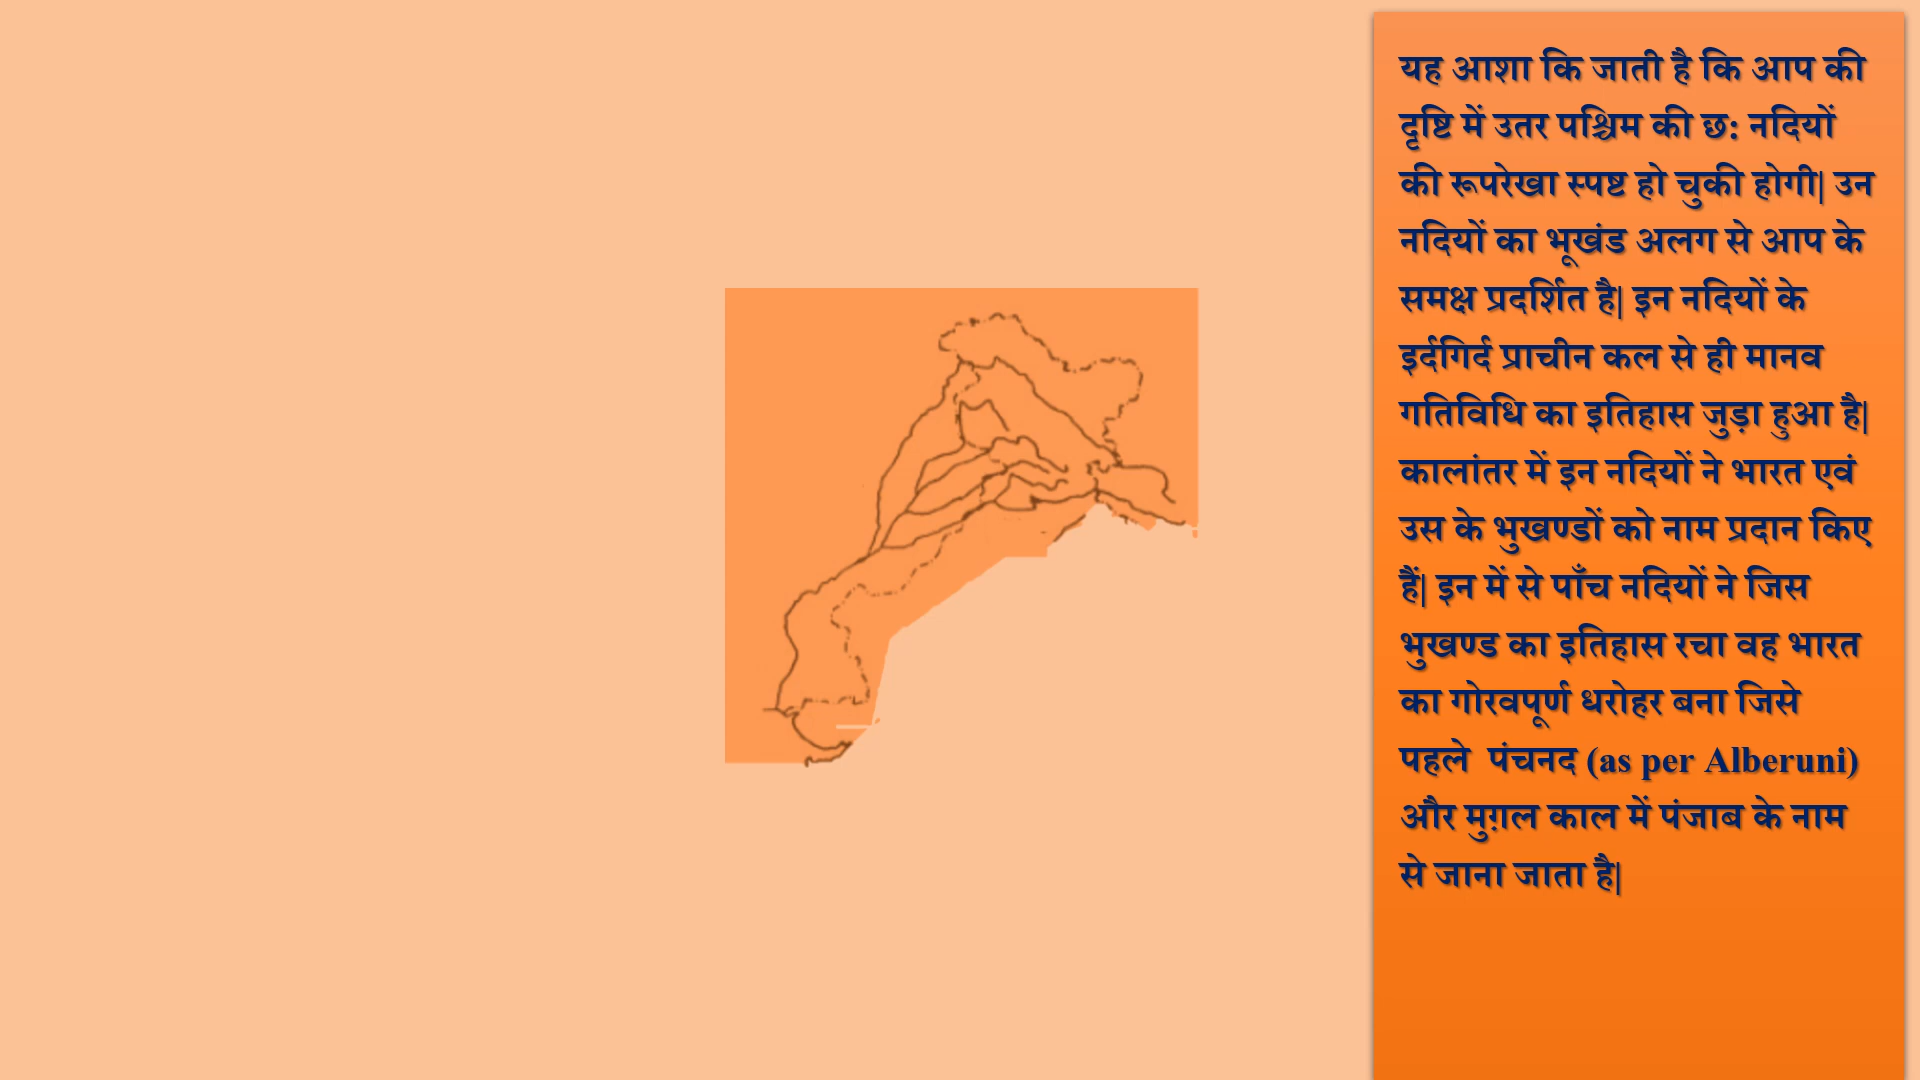 यह आशा कि जाती है कि आप की
दृष्टि में उतर पश्चिम की छ: नदियों
की रूपरेखा स्पष्ट हो चुकी होगी| उन
नदियों का भूखंड अलग से आप के
समक्ष प्रदर्शित है| इन नदियों के
इर्दगिर्द प्राचीन कल से ही मानव
गतिविधि का इतिहास जुड़ा हुआ है|
कालांतर में इन नदियों ने भारत एवं
उस के भुखण्डों को नाम प्रदान किए
हैं| इन में से पाँच नदियों ने जिस
भुखण्ड का इतिहास रचा वह भारत
का गोरवपूर्ण धरोहर बना जिसे
पहले  पंचनद (as per Alberuni)
और मुग़ल काल में पंजाब के नाम
से जाना जाता है|